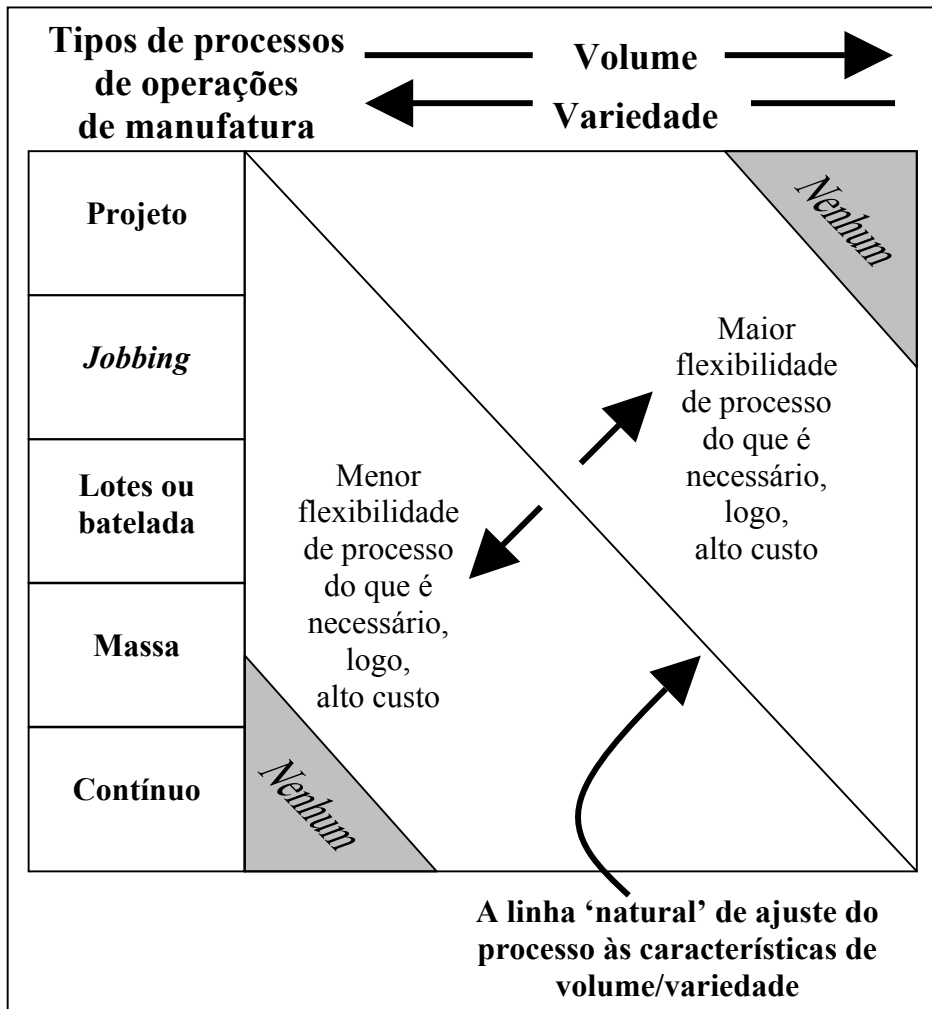 Tipos de processos
de operações
de manufatura
Volume
Variedade
Projeto
Jobbing
Lotes ou
batelada
Massa
Contínuo
Nenhum
Maior
flexibilidade
de processo
do que é
necessário,
logo,
alto custo
Menor
flexibilidade
de processo
do que é
necessário,
logo,
alto custo
Nenhum
A linha ‘natural’ de ajuste do
processo às características de
volume/variedade